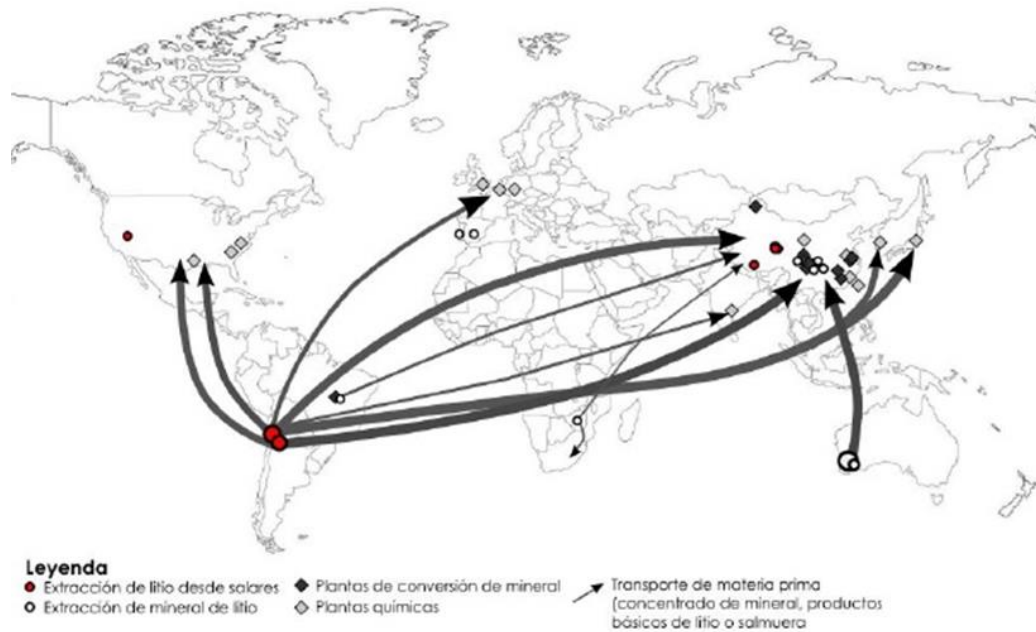 Leyenda
Extracción de litio desde salares
Extracción de mineral de litio
Plantas de conversión de mineral
Plantas químicas
Transporte de materia prima
(concentrado de mineral, productos
básicos de litio o salmuera